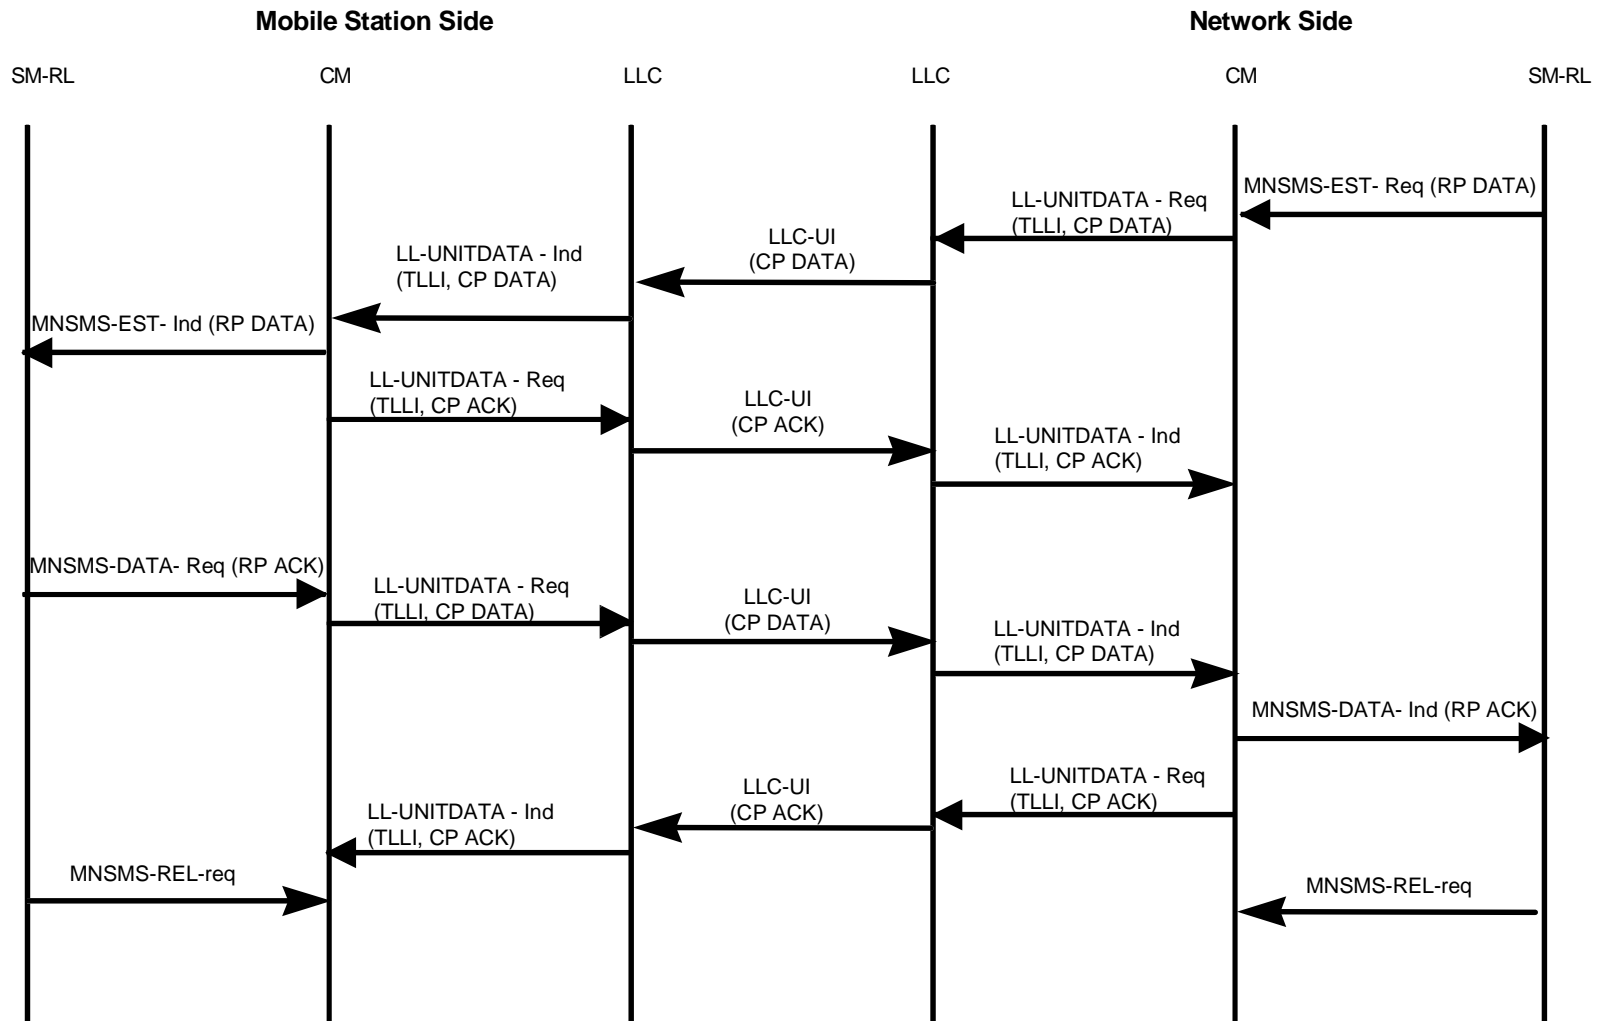 Mobile Station Side
Network Side
SM-RL
CM
LLC
LLC
CM
SM-RL
MNSMS-EST- Req (RP DATA)
LL-UNITDATA - Req
(TLLI, CP DATA)
LLC-UI
(CP DATA)
LL-UNITDATA - Ind
(TLLI, CP DATA)
MNSMS-EST- Ind (RP DATA)
LL-UNITDATA - Req
(TLLI, CP ACK)
LLC-UI
(CP ACK)
LL-UNITDATA - Ind
(TLLI, CP ACK)
MNSMS-DATA- Req (RP ACK)
LL-UNITDATA - Req
(TLLI, CP DATA)
LLC-UI
(CP DATA)
LL-UNITDATA - Ind
(TLLI, CP DATA)
MNSMS-DATA- Ind (RP ACK)
LL-UNITDATA - Req
(TLLI, CP ACK)
LLC-UI
(CP ACK)
LL-UNITDATA - Ind
(TLLI, CP ACK)
MNSMS-REL-req
MNSMS-REL-req